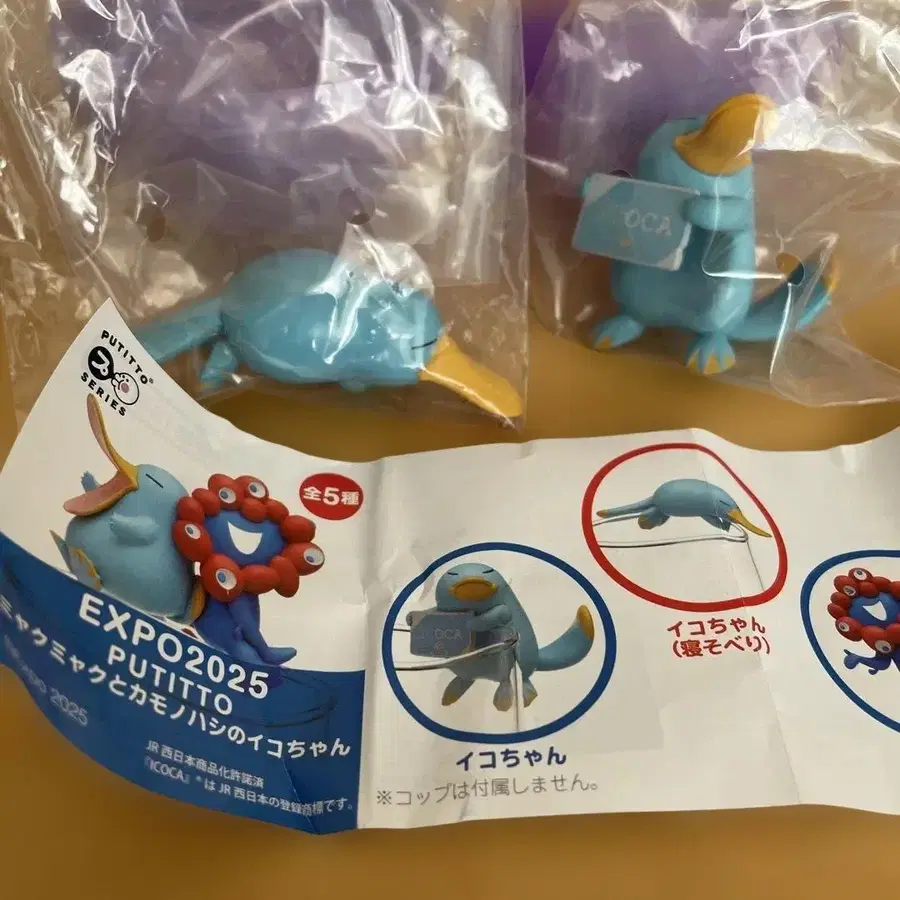 ICOCA
PUTITTO®
プ
SERIES
全5種
EXPO2025
PUTITTO
ミャクミャクとカモノハシのイコちゃん
EXPO 2025
JR西日本商品化許諾済
『ICOCA』®はJR西日本の登録商標です。
OCA
イコちゃん
※コップは付属しません。
イコちゃん
(寝そべり)